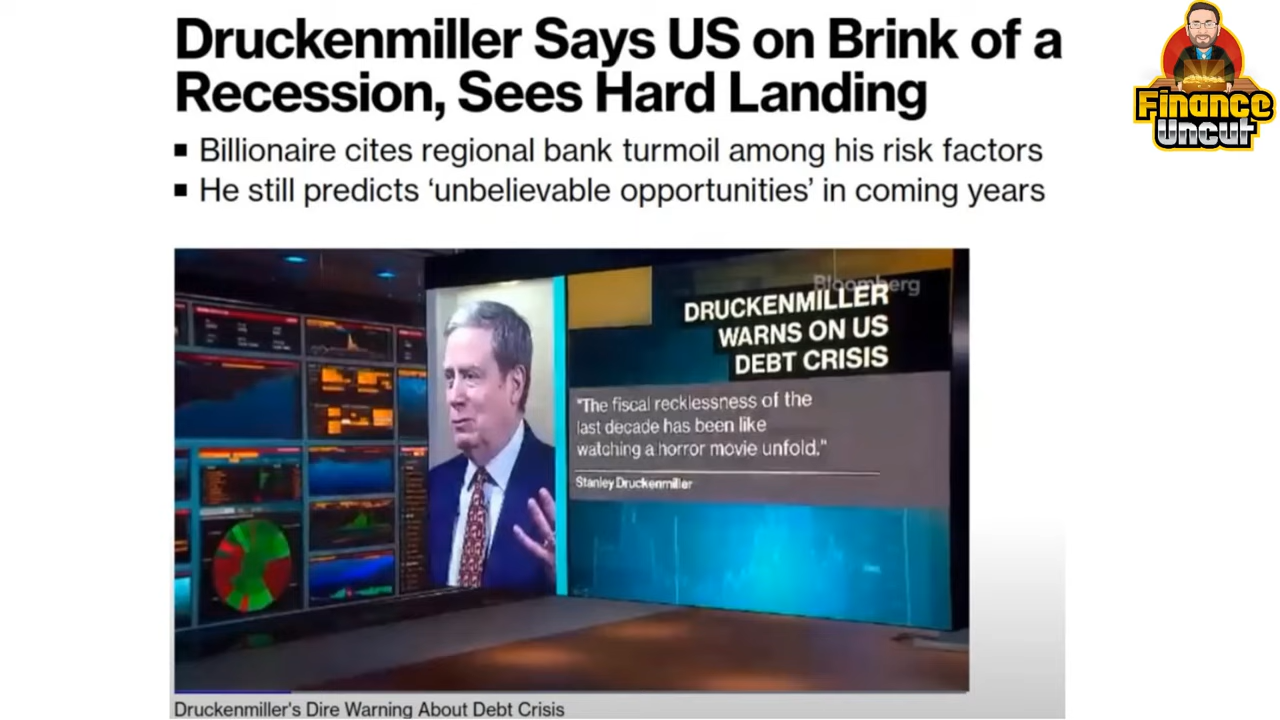 Druckenmiller Says US on Brink of a
Recession, Sees Hard Landing
Finance
Uncut
▪ Billionaire cites regional bank turmoil among his risk factors
▪ He still predicts ‘unbelievable opportunities’ in coming years
Bloomberg
DRUCKENMILLER
WARNS ON US
DEBT CRISIS
"The fiscal recklessness of the
last decade has been like
watching a horror movie unfold."
Stanley Druckenmiller
Druckenmiller's Dire Warning About Debt Crisis